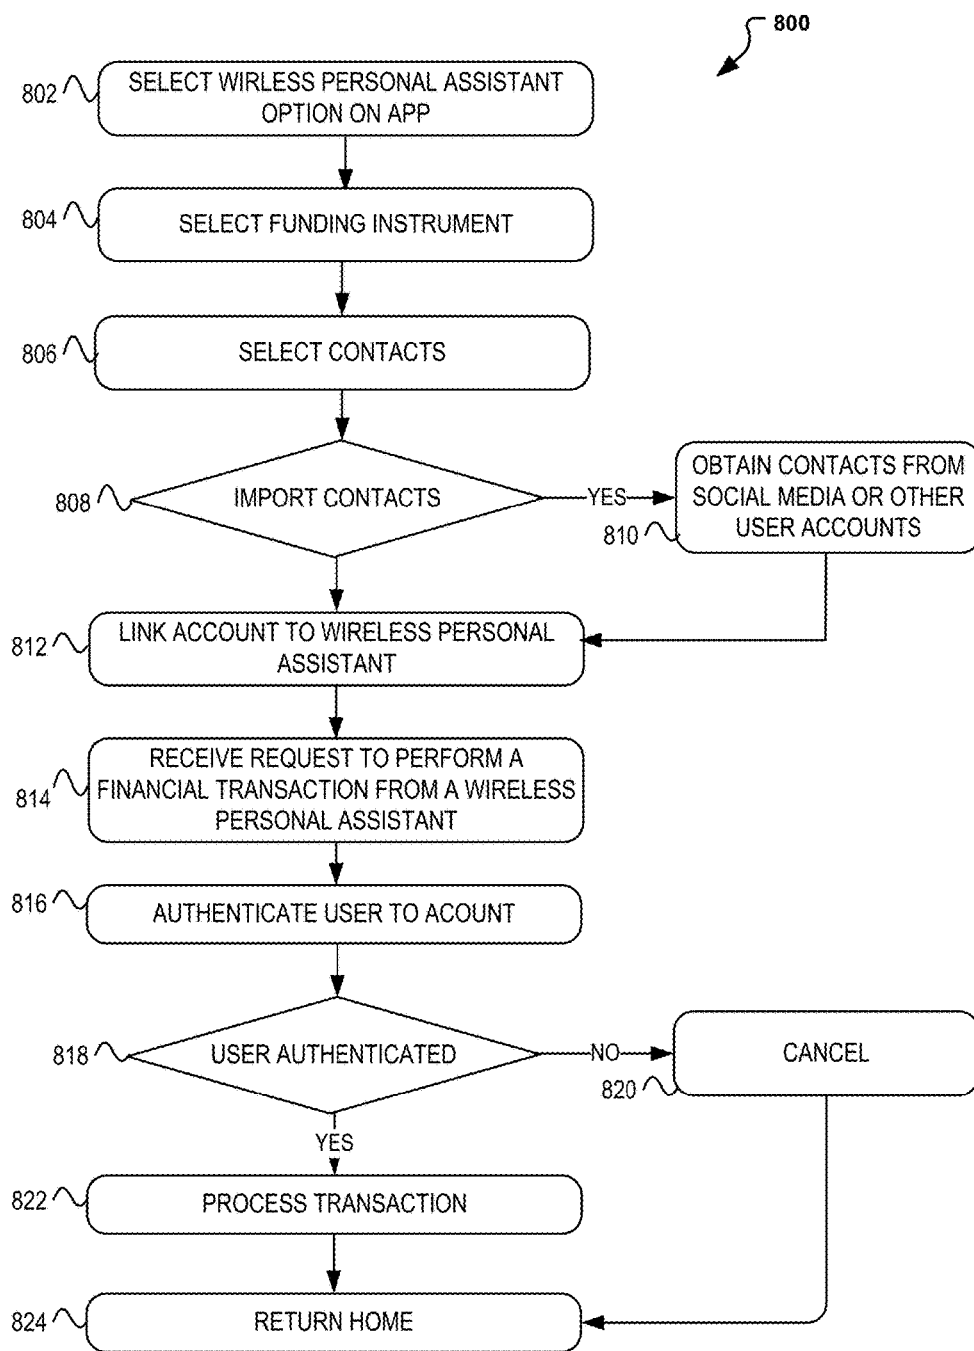 800
802
SELECT WIRLESS PERSONAL ASSISTANT
OPTION ON APP
804
SELECT FUNDING INSTRUMENT
806
SELECT CONTACTS
808
IMPORT CONTACTS
YES
OBTAIN CONTACTS FROM
SOCIAL MEDIA OR OTHER
USER ACCOUNTS
810
812
LINK ACCOUNT TO WIRELESS PERSONAL
ASSISTANT
814
RECEIVE REQUEST TO PERFORM A
FINANCIAL TRANSACTION FROM A WIRELESS
PERSONAL ASSISTANT
816
AUTHENTICATE USER TO ACOUNT
818
USER AUTHENTICATED
NO
CANCEL
820
YES
822
PROCESS TRANSACTION
824
RETURN HOME